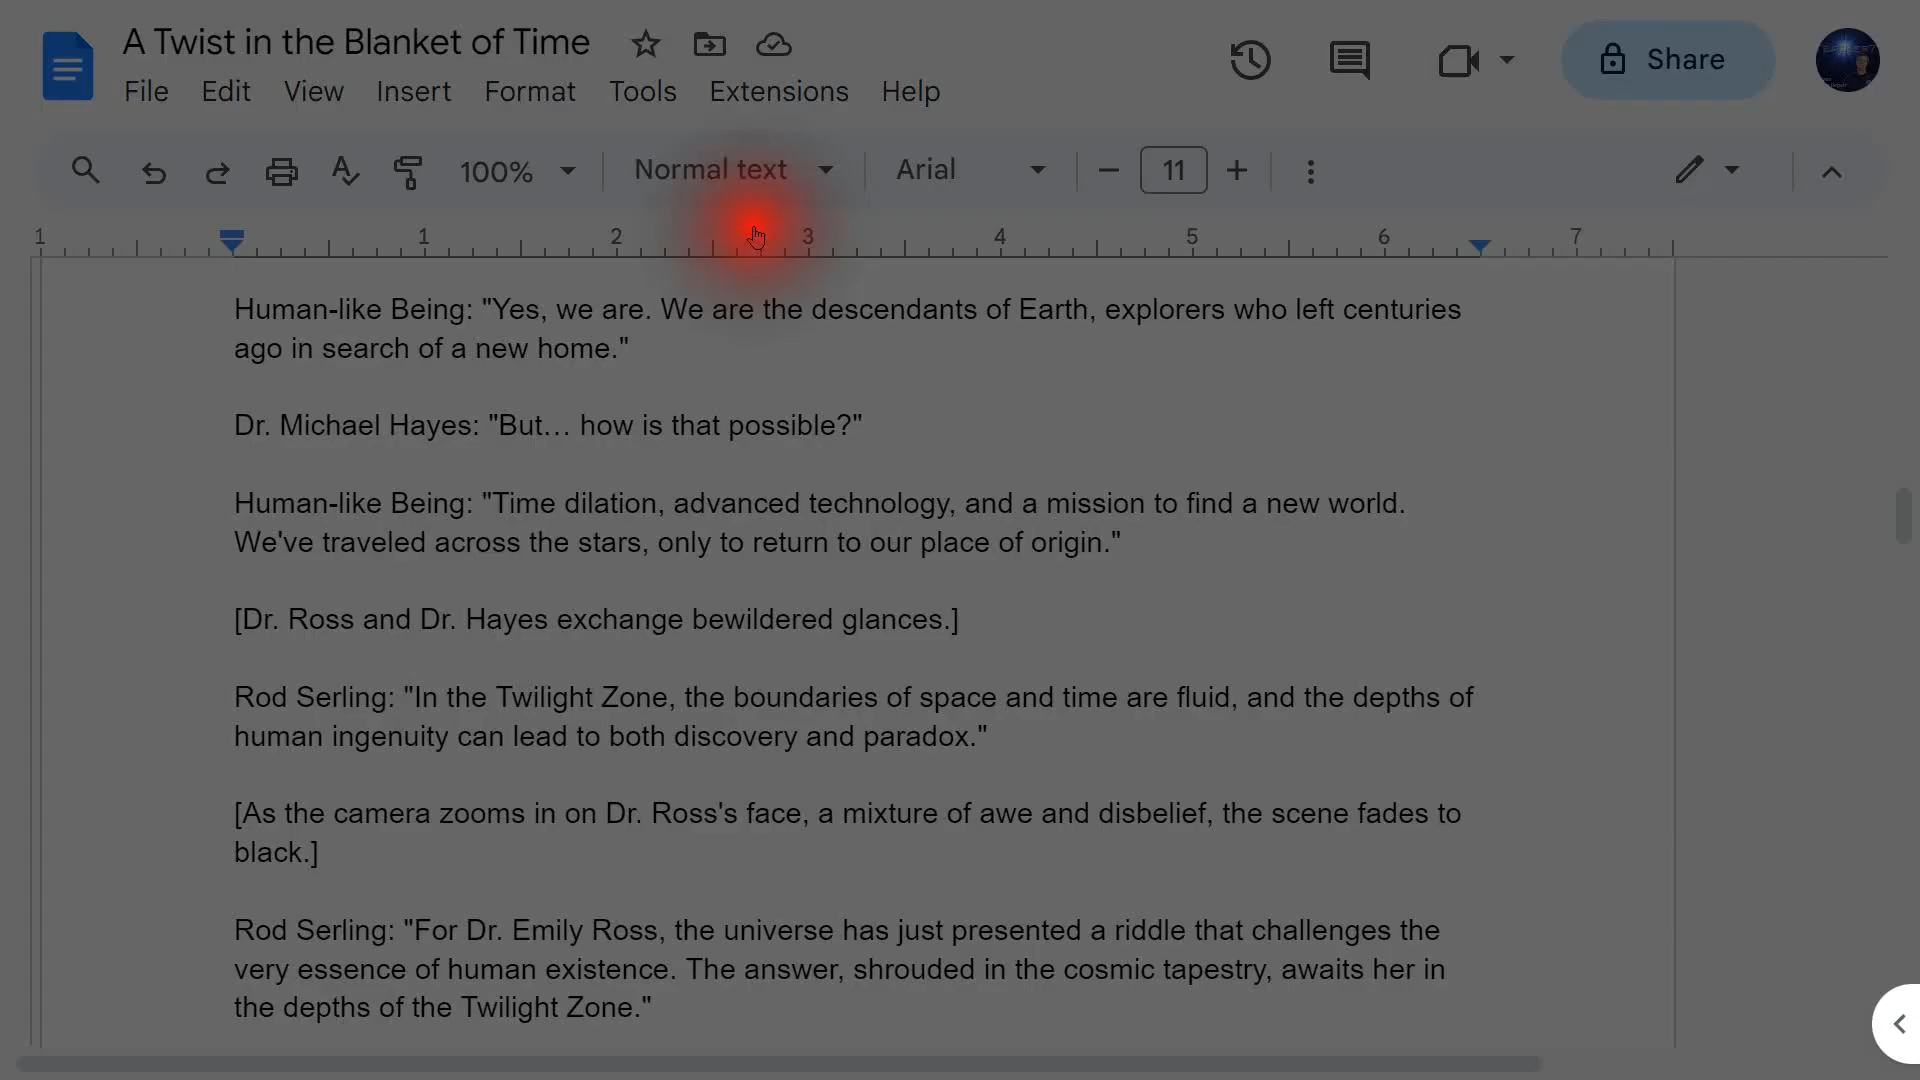 A Twist in the Blanket of Time
File Edit View Insert Format Tools Extensions Help
Share
100% Normal text Arial 11
1 1 2 3 4 5 6 7
Human-like Being: "Yes, we are. We are the descendants of Earth, explorers who left centuries
ago in search of a new home."
Dr. Michael Hayes: "But… how is that possible?"
Human-like Being: "Time dilation, advanced technology, and a mission to find a new world.
We've traveled across the stars, only to return to our place of origin."
[Dr. Ross and Dr. Hayes exchange bewildered glances.]
Rod Serling: "In the Twilight Zone, the boundaries of space and time are fluid, and the depths of
human ingenuity can lead to both discovery and paradox."
[As the camera zooms in on Dr. Ross's face, a mixture of awe and disbelief, the scene fades to
black.]
Rod Serling: "For Dr. Emily Ross, the universe has just presented a riddle that challenges the
very essence of human existence. The answer, shrouded in the cosmic tapestry, awaits her in
the depths of the Twilight Zone."